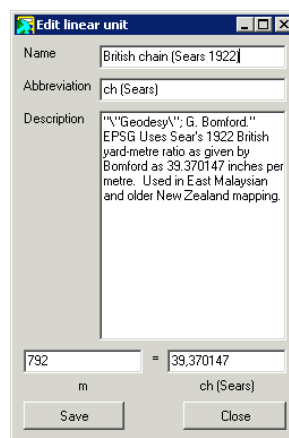 Edit linear unit
Name
British chain (Sears 1922)
Abbreviation
ch (Sears)
Description
"\"Geodesy\"; G. Bomford."
EPSG Uses Sear's 1922 British
yard-metre ratio as given by
Bomford as 39.370147 inches per
metre. Used in East Malaysian
and older New Zealand mapping.
792 = 39,370147
m ch (Sears)
Save Close